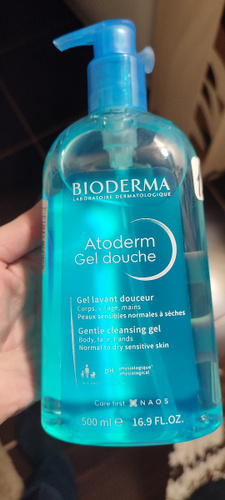 BIODERMA
LABORATOIRE DERMATOLOGIQUE
Atoderm
Gel douche
Gel lavant douceur
Corps, visage, mains
Peaux sensibles normales à sèches
Gentle cleansing gel
Body, face, hands
Normal to dry sensitive skin
pH physiologique
physiological
Care first. NAOS
500 ml e 16.9 FL.OZ.